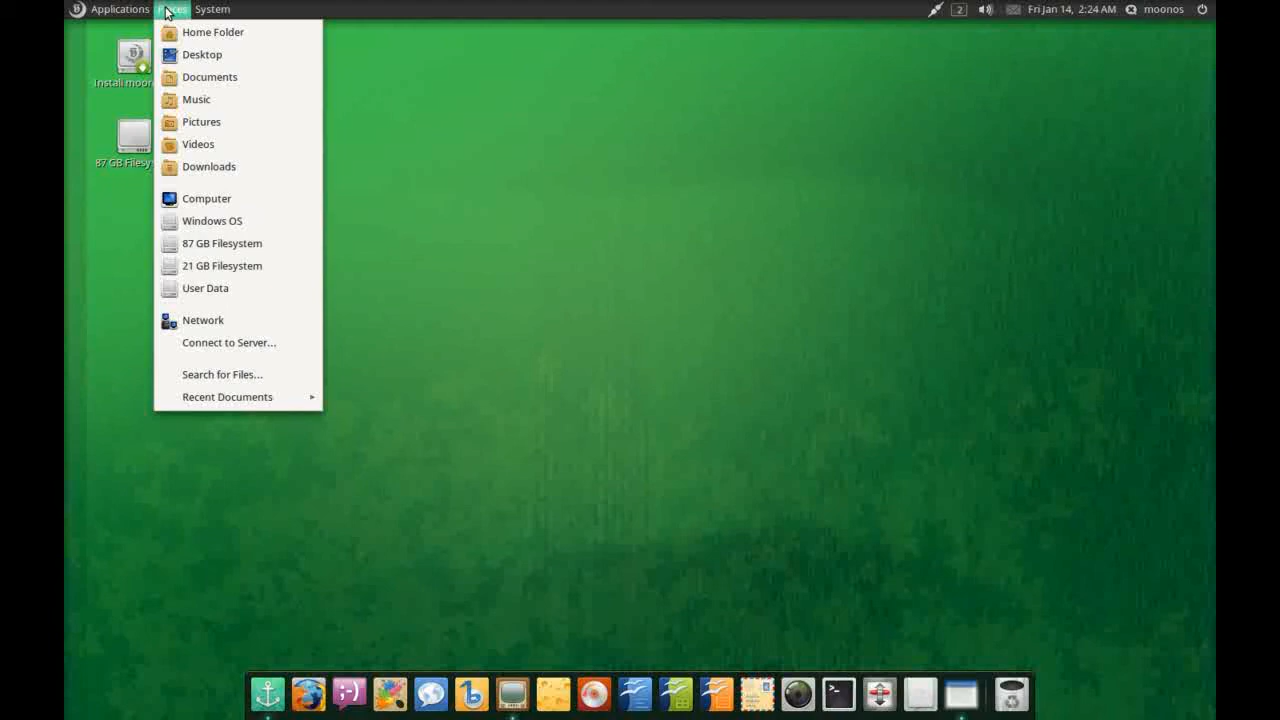 Applications Places System 2 Fri Jan 14, 2:24 AM moonos
Home Folder
Desktop
Documents
Music
Pictures
Videos
Downloads
Computer
Windows OS
87 GB Filesystem
21 GB Filesystem
User Data
Network
Connect to Server...
Search for Files...
Recent Documents
Install moon
87 GB Filesy